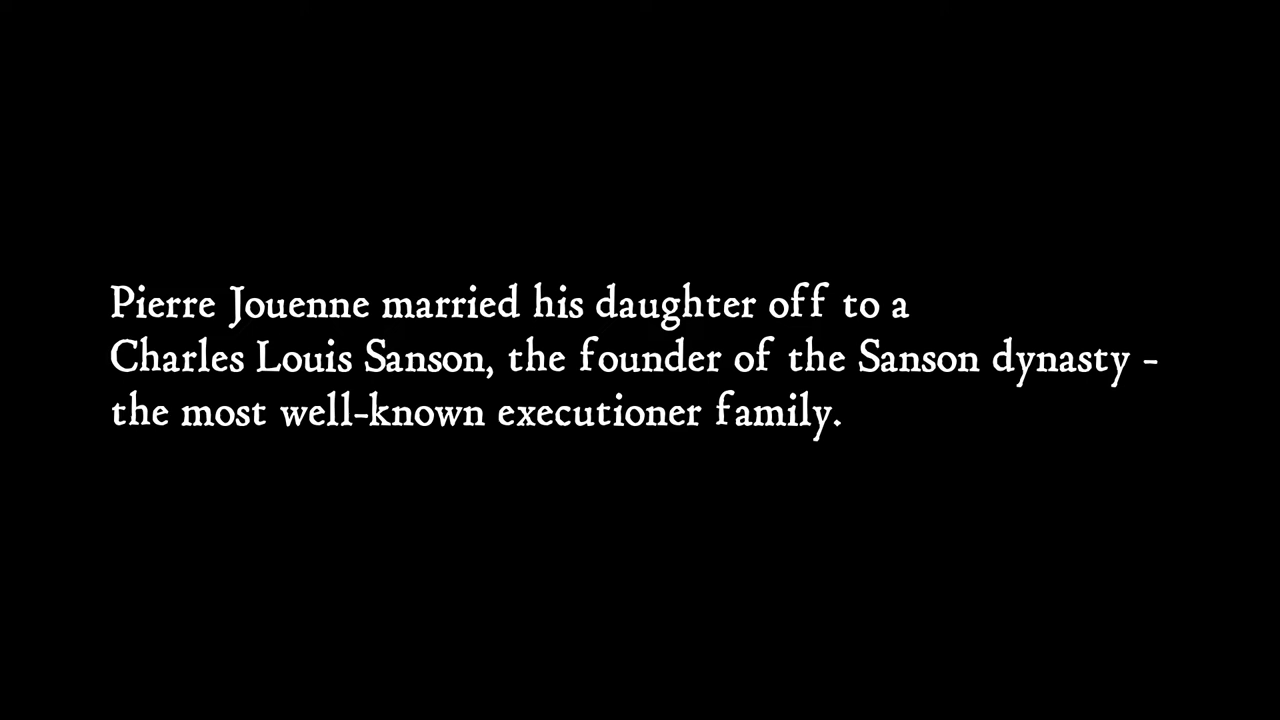 Pierre Jouenne married his daughter off to a
Charles Louis Sanson, the founder of the Sanson dynasty -
the most well-known executioner family.